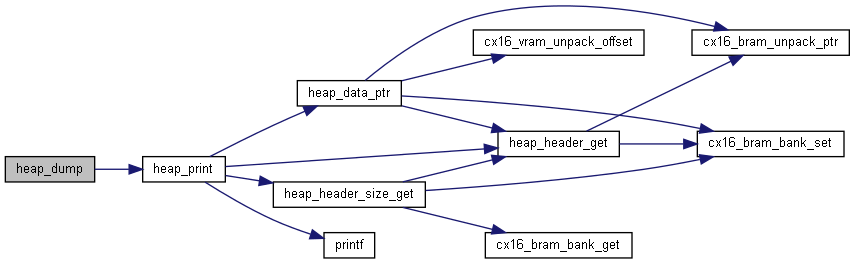 heap_dump
heap_print
heap_data_ptr
heap_header_size_get
printf
cx16_vram_unpack_offset
heap_header_get
cx16_bram_bank_get
cx16_bram_unpack_ptr
cx16_bram_bank_set